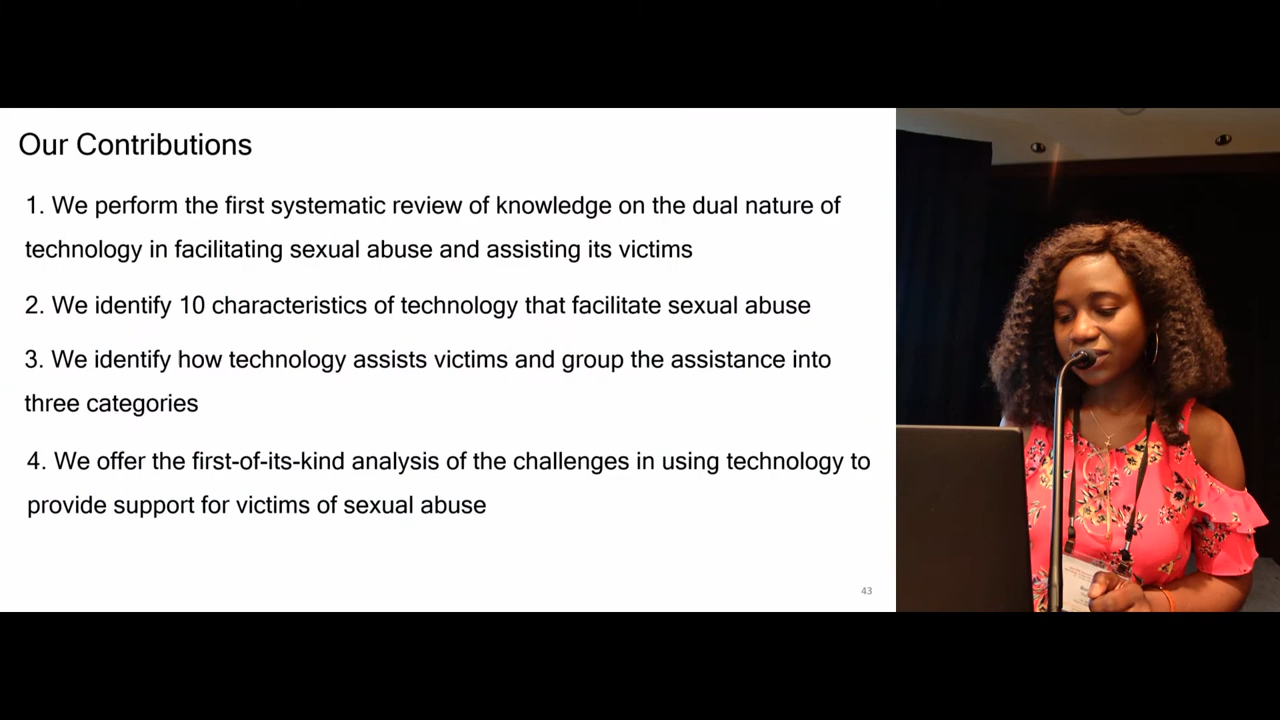 Our Contributions
1. We perform the first systematic review of knowledge on the dual nature of
technology in facilitating sexual abuse and assisting its victims
2. We identify 10 characteristics of technology that facilitate sexual abuse
3. We identify how technology assists victims and group the assistance into
three categories
4. We offer the first-of-its-kind analysis of the challenges in using technology to
provide support for victims of sexual abuse
43